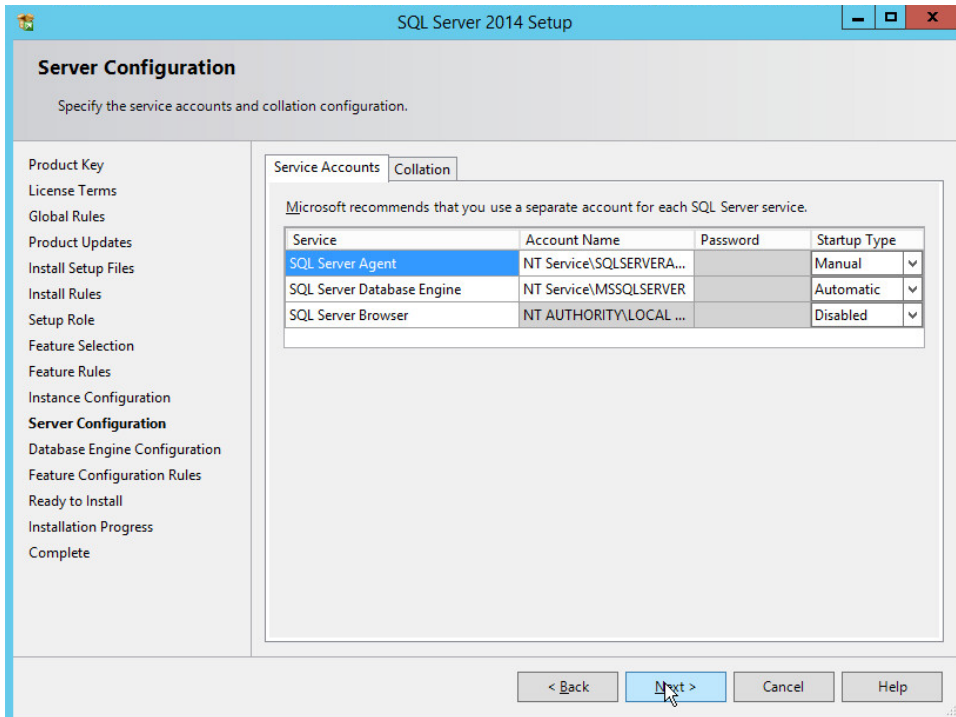 SQL Server 2014 Setup
Server Configuration
Specify the service accounts and collation configuration.
Product Key
License Terms
Global Rules
Product Updates
Install Setup Files
Install Rules
Setup Role
Feature Selection
Feature Rules
Instance Configuration
Server Configuration
Database Engine Configuration
Feature Configuration Rules
Ready to Install
Installation Progress
Complete
Service Accounts Collation
Microsoft recommends that you use a separate account for each SQL Server service.
Service Account Name Password Startup Type
SQL Server Agent NT Service\SQLSERVERA... Manual
SQL Server Database Engine NT Service\MSSQLSERVER Automatic
SQL Server Browser NT AUTHORITY\LOCAL ... Disabled
< Back Next > Cancel Help